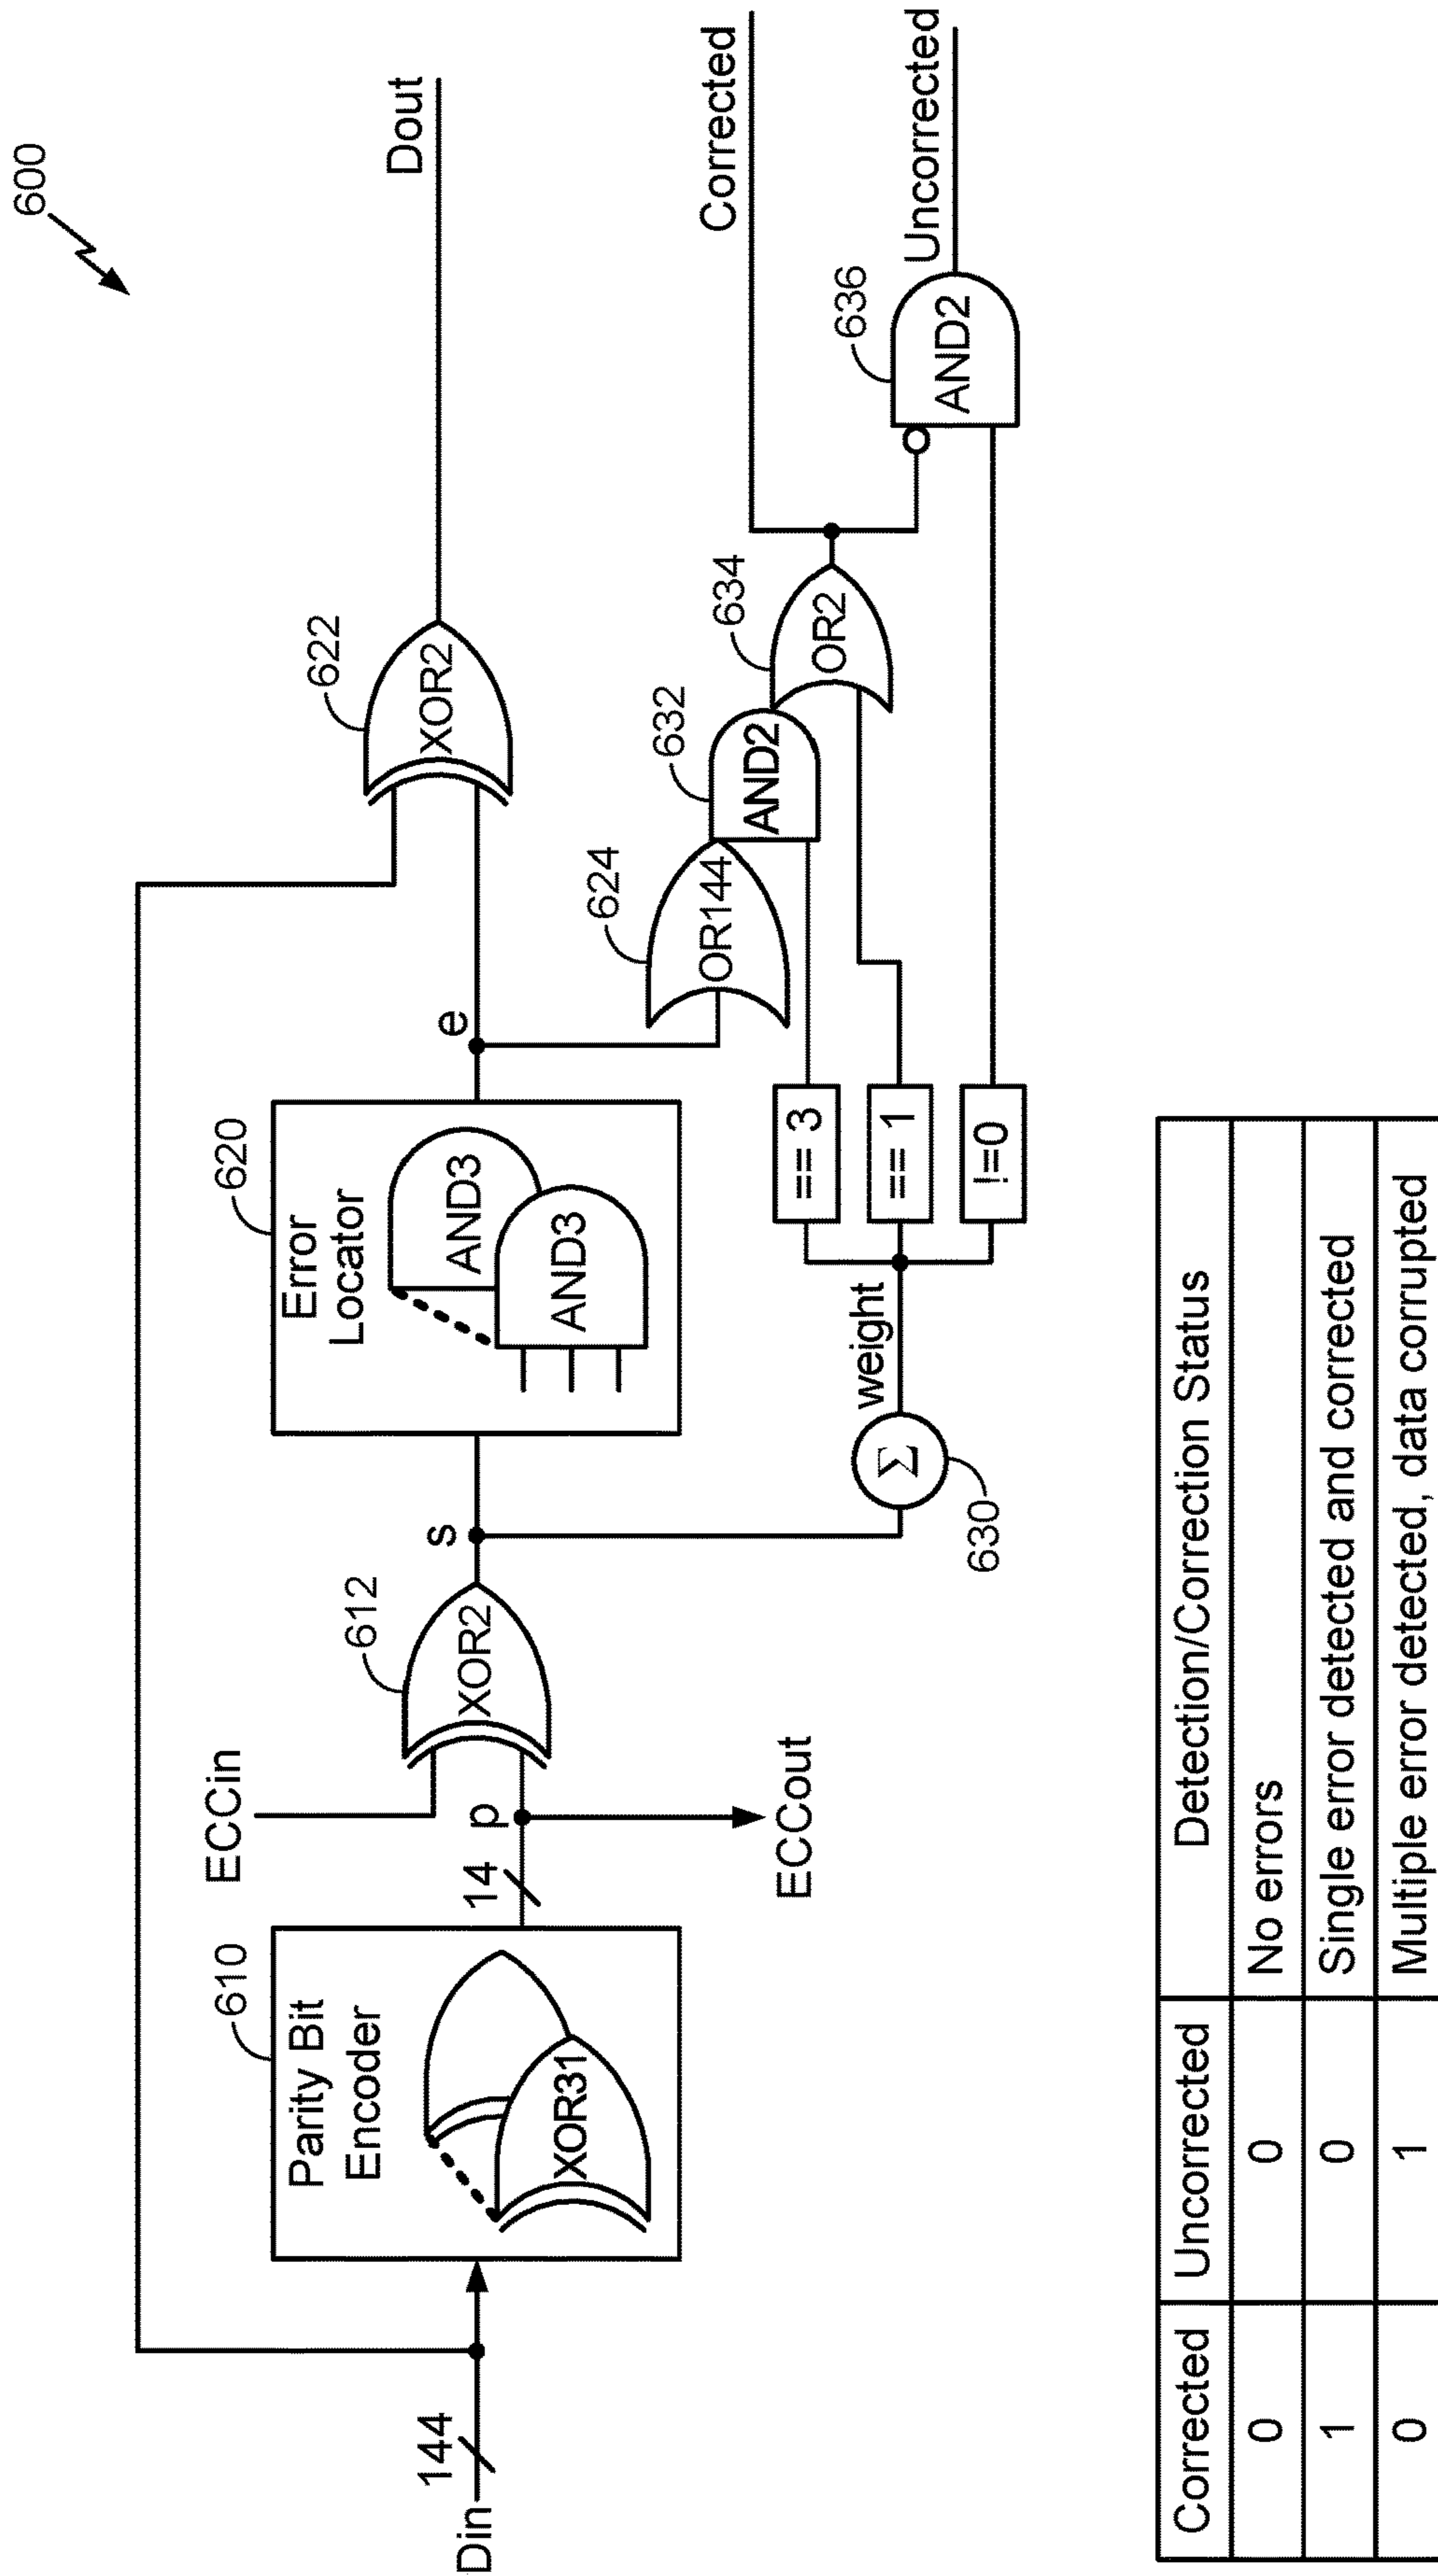 600
Din
144
610
Parity Bit
Encoder
XOR31
14
p
ECCin
ECCout
612
XOR2
s
620
Error
Locator
AND3
AND3
e
622
XOR2
Dout
630
Σ
weight
== 3
== 1
!=0
624
OR144
632
AND2
634
OR2
Corrected
636
AND2
Uncorrected
Corrected Uncorrected Detection/Correction Status
0 0 No errors
1 0 Single error detected and corrected
0 1 Multiple error detected, data corrupted